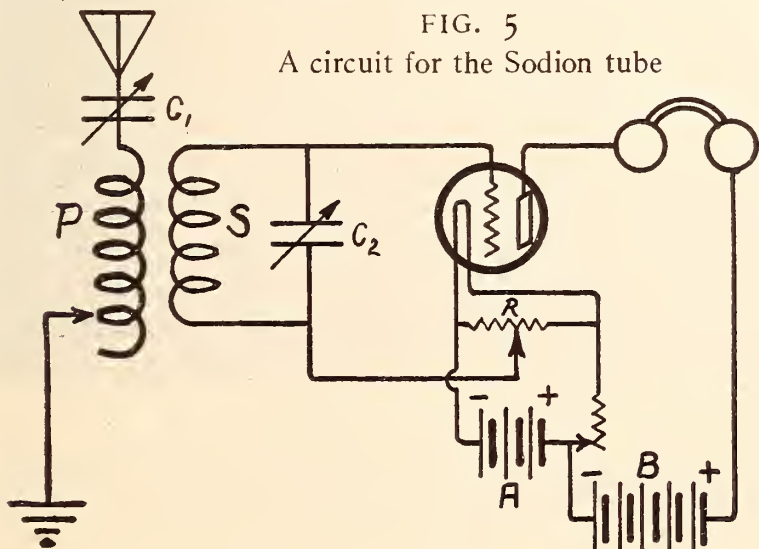 FIG. 5
A circuit for the Sodion tube
C₁
P
S
C₂
R
- +
A
- B +